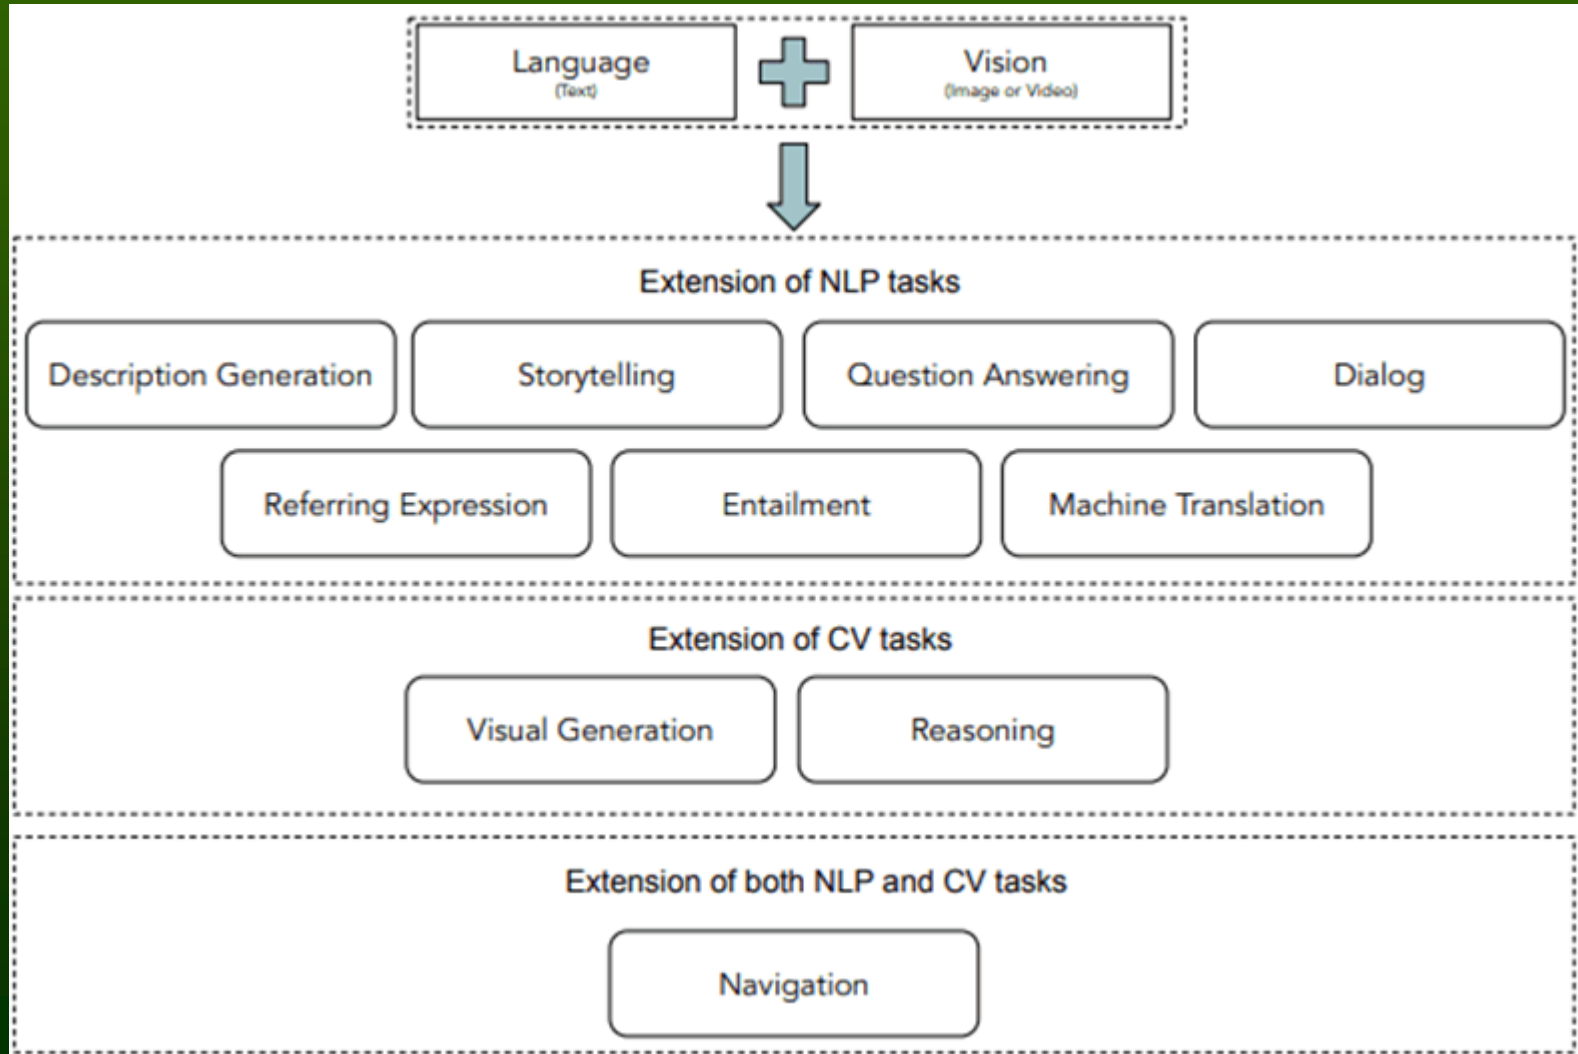 Language
(Text)
Vision
(Image or Video)
Extension of NLP tasks
Description Generation
Storytelling
Question Answering
Dialog
Referring Expression
Entailment
Machine Translation
Extension of CV tasks
Visual Generation
Reasoning
Extension of both NLP and CV tasks
Navigation